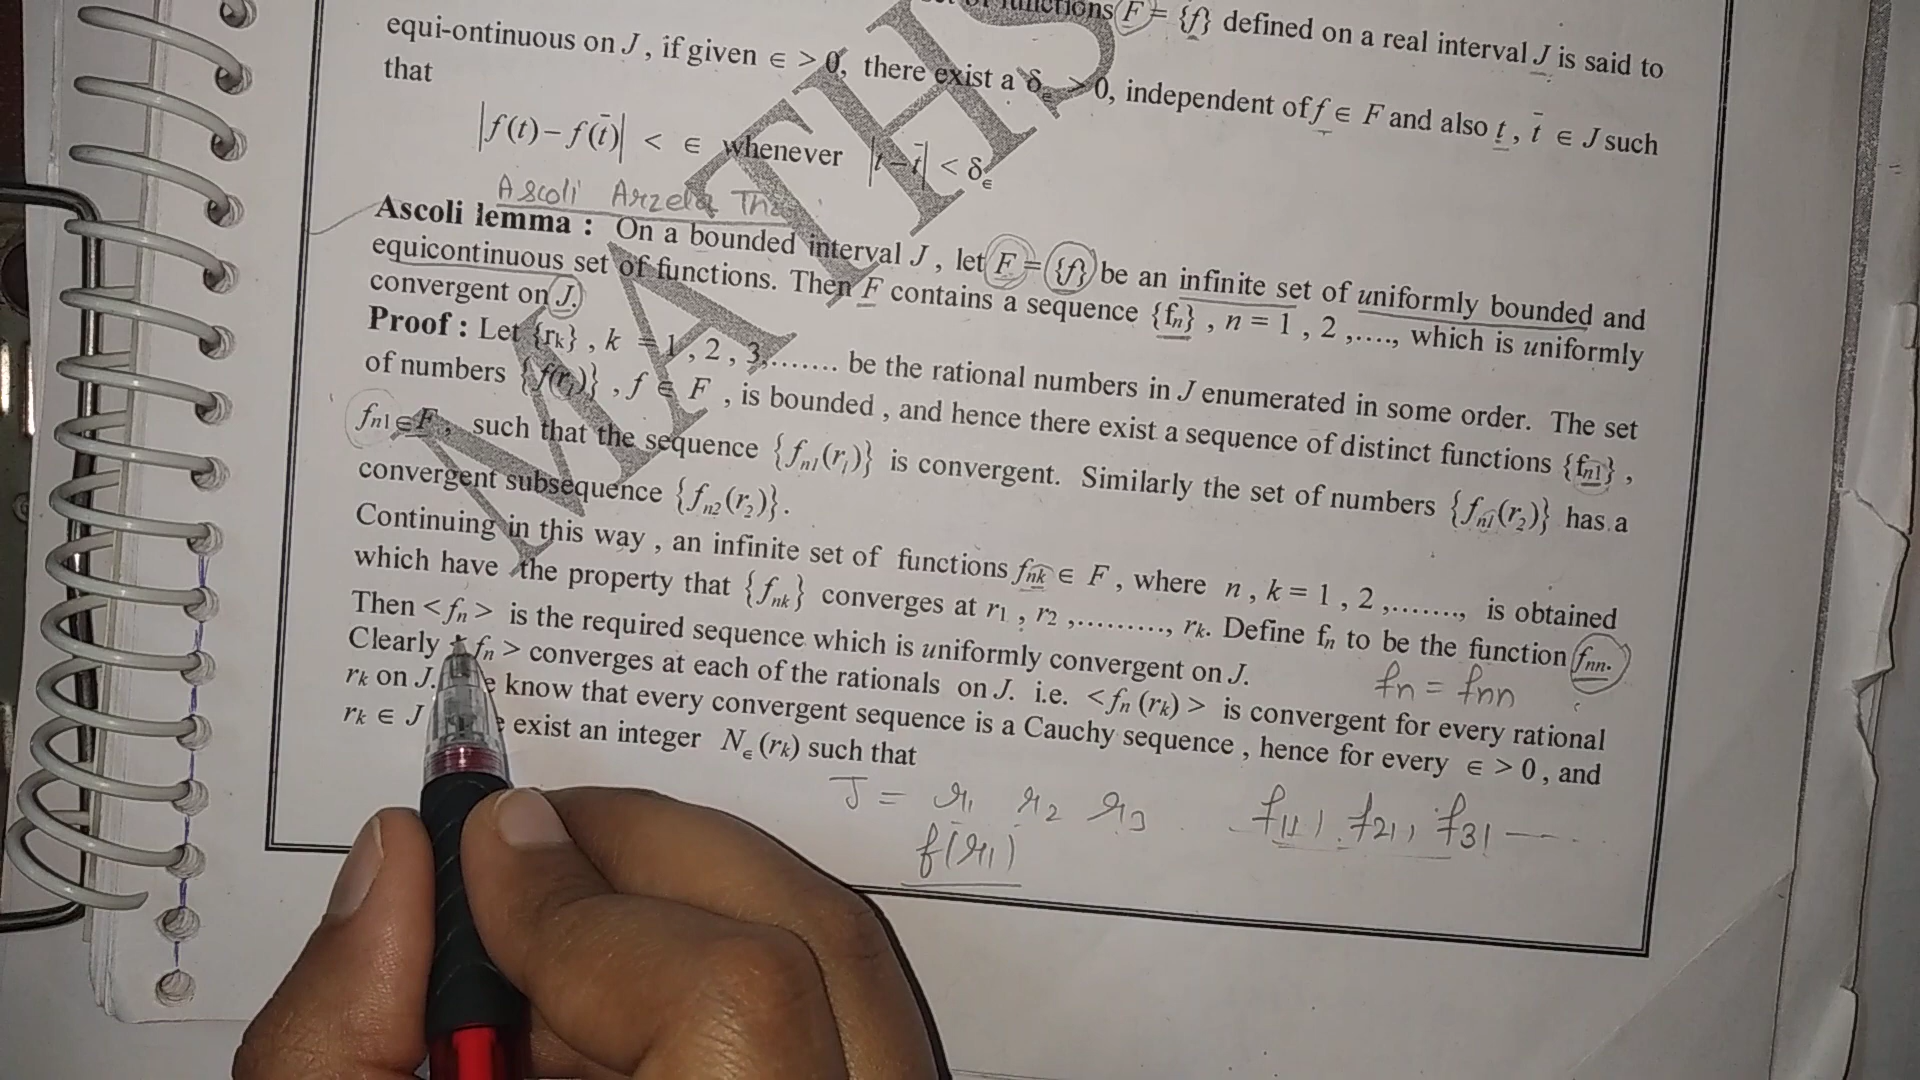 functions F = {f} defined on a real interval J is said to
equi-ontinuous on J , if given ∈ > 0, there exist a δ∈ > 0, independent of f ∈ F and also t , t̄ ∈ J such
that
|f(t) − f(t̄)| < ∈ whenever |t − t̄| < δ∈
Ascoli Arzela Th
Ascoli lemma : On a bounded interval J , let F = {f} be an infinite set of uniformly bounded and
equicontinuous set of functions. Then F contains a sequence {fn} , n = 1 , 2 ,...., which is uniformly
convergent on J.
Proof : Let {rk} , k = 1 , 2 , 3,....... be the rational numbers in J enumerated in some order. The set
of numbers {f(r1)} , f ∈ F , is bounded , and hence there exist a sequence of distinct functions {fn1} ,
fn1 ∈ F , such that the sequence {fn1(r1)} is convergent. Similarly the set of numbers {fn1(r2)} has a
convergent subsequence {fn2(r2)}.
Continuing in this way , an infinite set of functions fnk ∈ F , where n , k = 1 , 2 ,......., is obtained
which have the property that {fnk} converges at r1 , r2 ,........., rk. Define fn to be the function fnn.
Then < fn > is the required sequence which is uniformly convergent on J.
fn = fnn
Clearly < fn > converges at each of the rationals on J. i.e. < fn (rk) > is convergent for every rational
rk on J. e know that every convergent sequence is a Cauchy sequence , hence for every ∈ > 0 , and
rk ∈ J e exist an integer N∈ (rk) such that
J = r1 r2 r3
f11, f21, f31 ----
f(r1)
MATHS